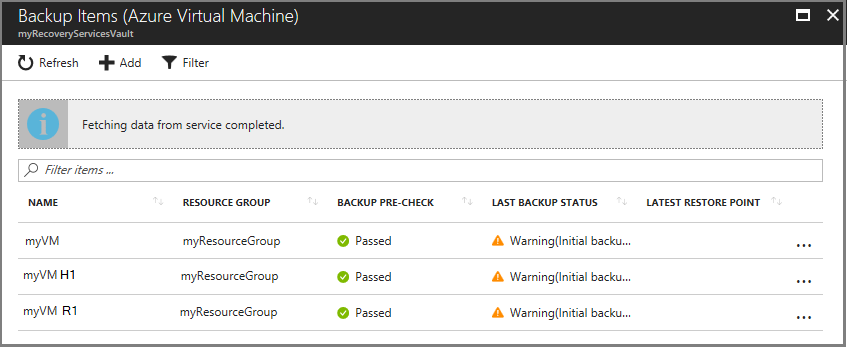 Backup Items (Azure Virtual Machine)
myRecoveryServicesVault
Refresh Add Filter
Fetching data from service completed.
Filter items ...
NAME RESOURCE GROUP BACKUP PRE-CHECK LAST BACKUP STATUS LATEST RESTORE POINT
myVM myResourceGroup Passed Warning(Initial backu... ...
myVM H1 myResourceGroup Passed Warning(Initial backu... ...
myVM R1 myResourceGroup Passed Warning(Initial backu... ...